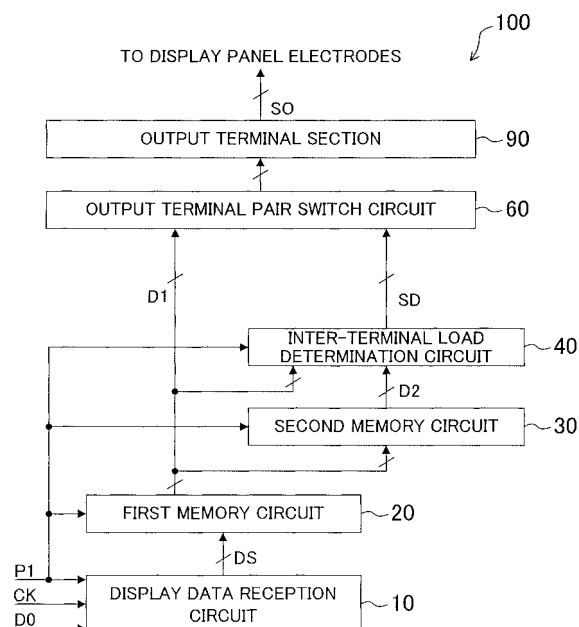 100
TO DISPLAY PANEL ELECTRODES
SO
OUTPUT TERMINAL SECTION
90
OUTPUT TERMINAL PAIR SWITCH CIRCUIT
60
D1
SD
INTER-TERMINAL LOAD
DETERMINATION CIRCUIT
40
D2
SECOND MEMORY CIRCUIT
30
FIRST MEMORY CIRCUIT
20
DS
P1
CK
D0
DISPLAY DATA RECEPTION
CIRCUIT
10